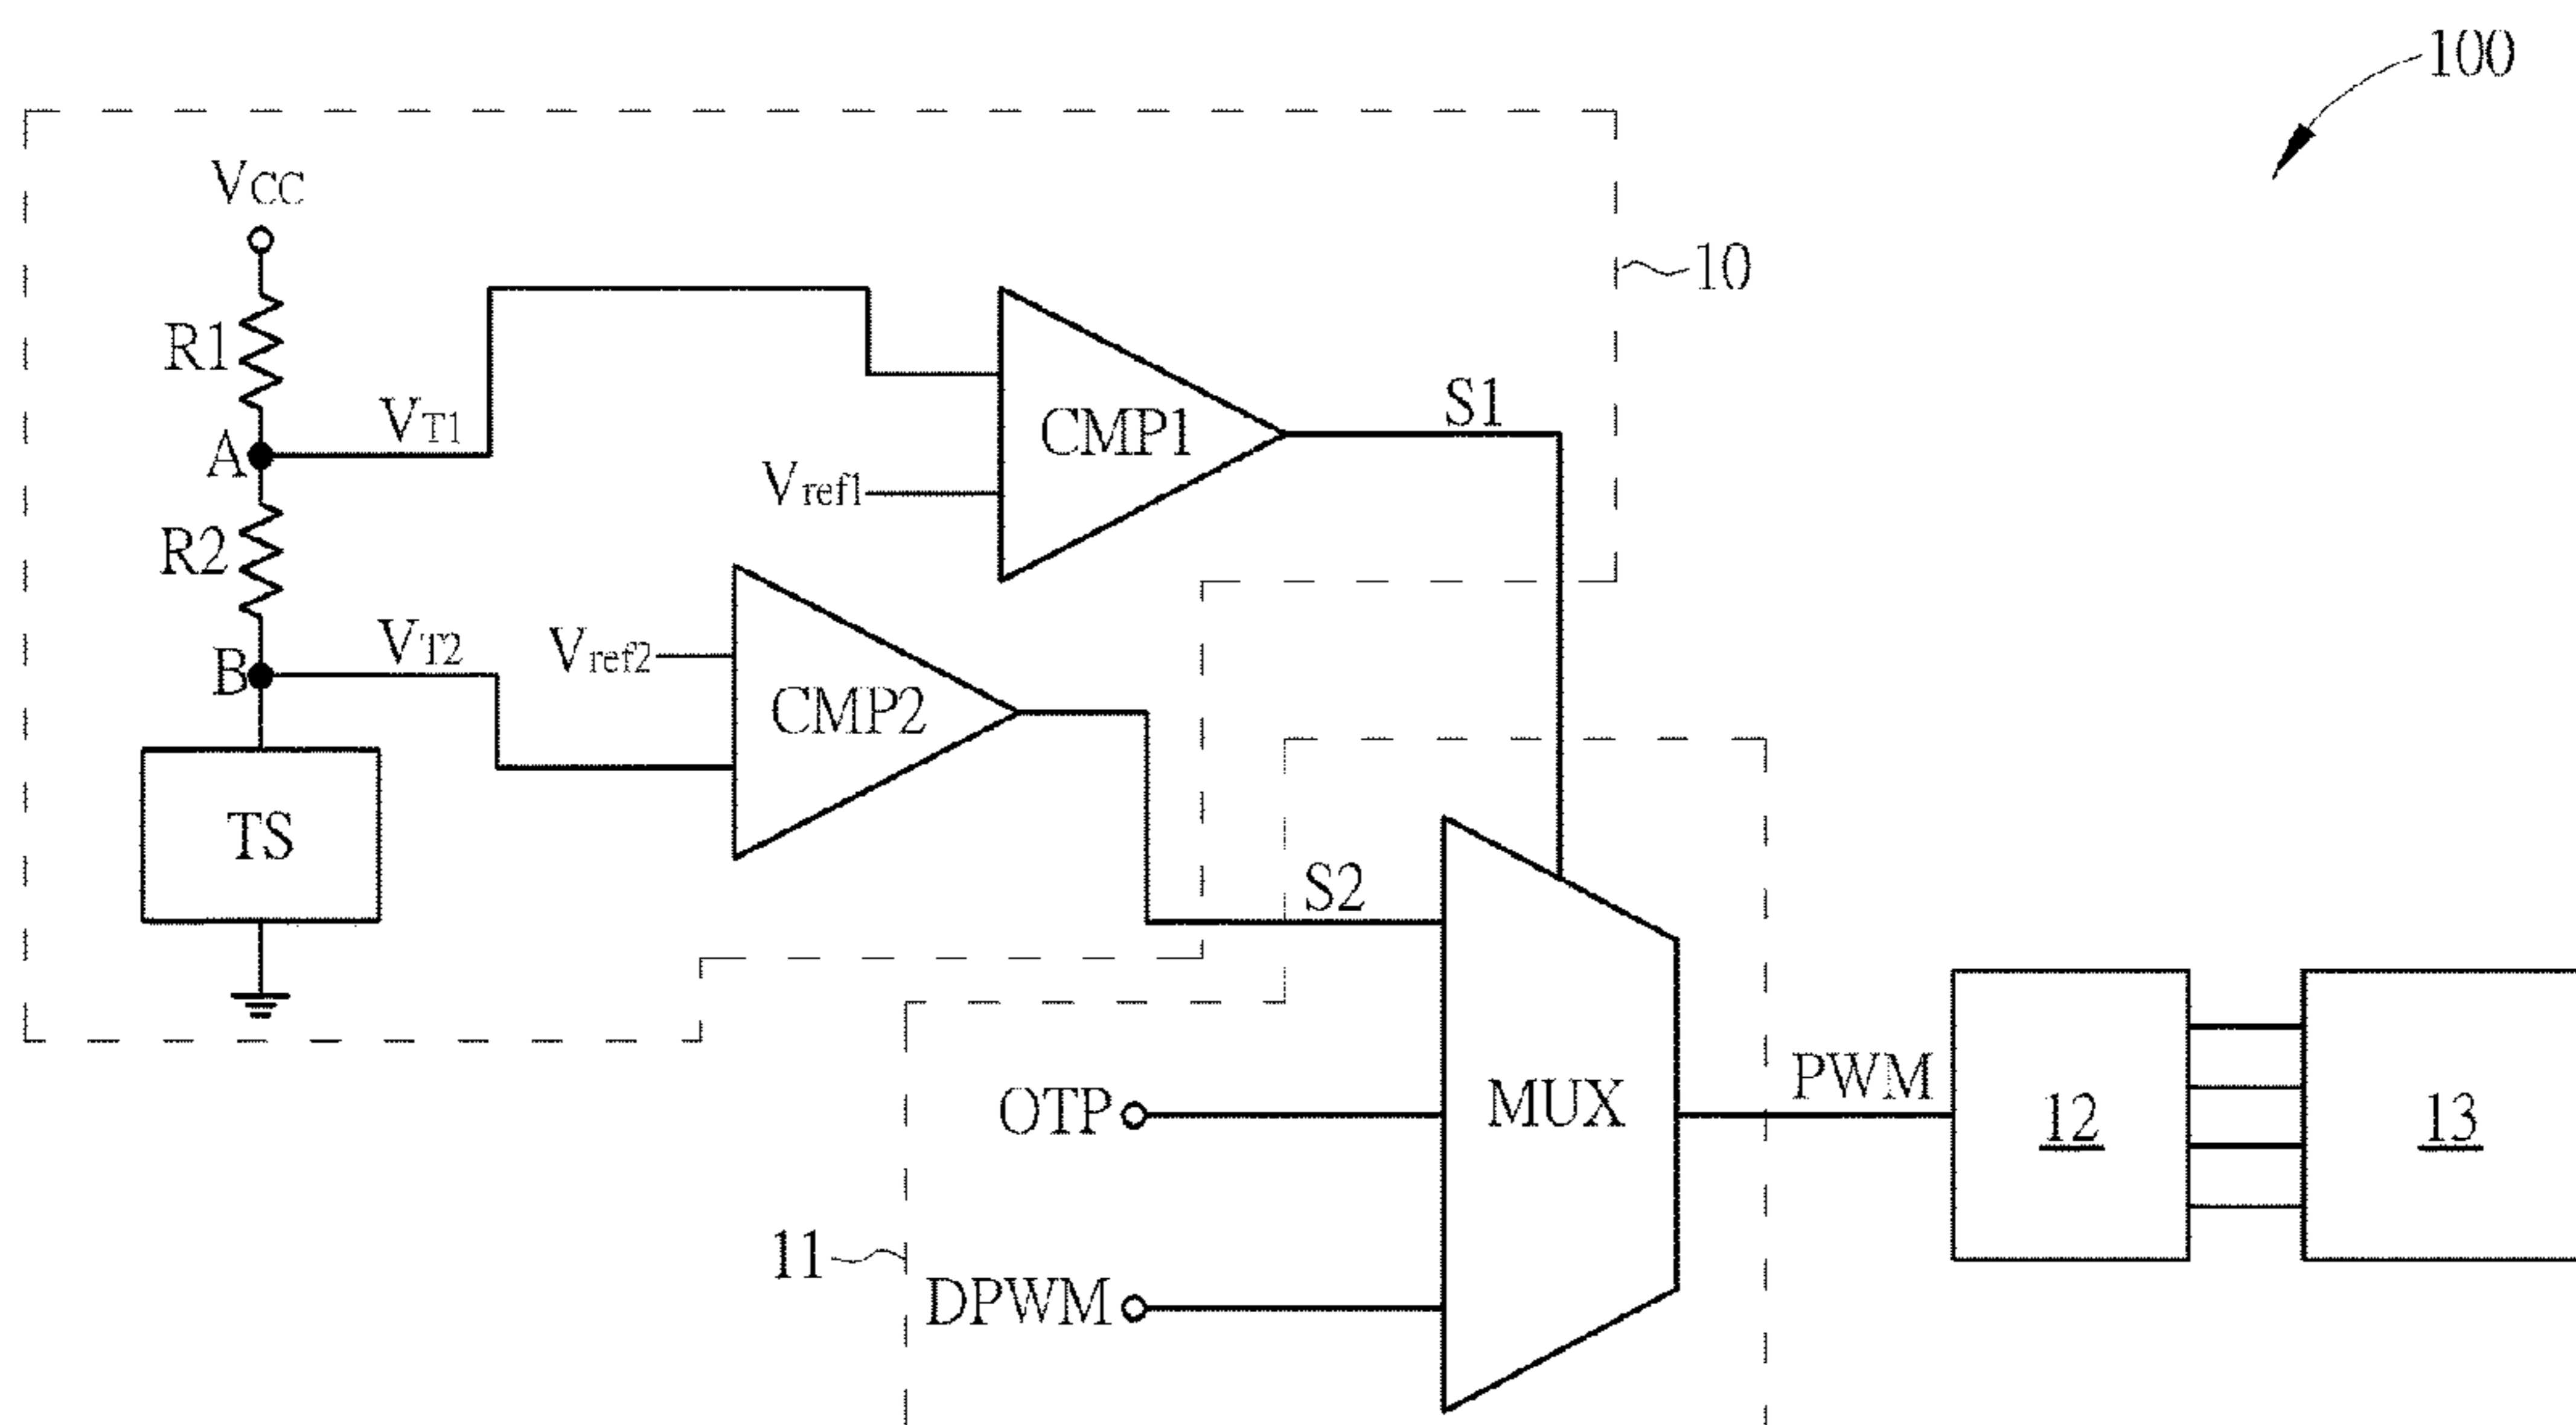 100
VCC
10
R1
S1
VT1
CMP1
A
Vref1
R2
VT2
Vref2
B
CMP2
TS
S2
PWM
OTP
MUX
12
13
11
DPWM